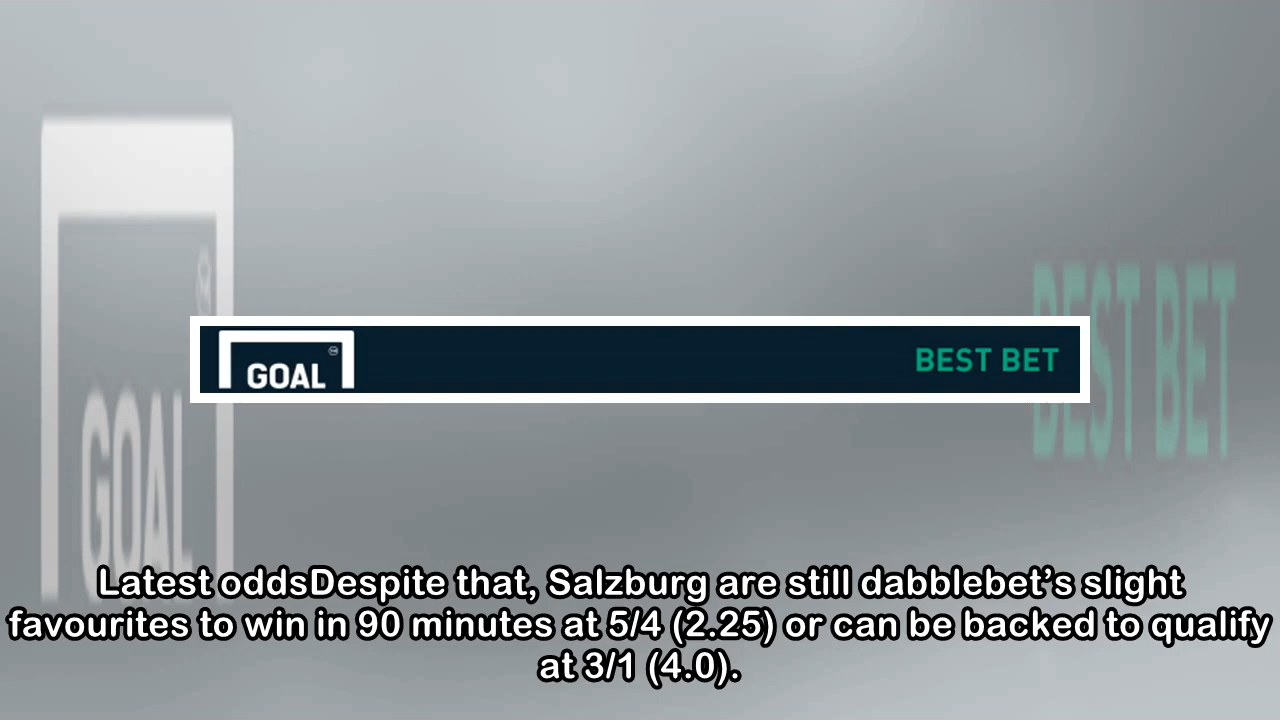 GOAL
BEST BET
GOAL
BEST BET
Latest oddsDespite that, Salzburg are still dabblebet’s slight
favourites to win in 90 minutes at 5/4 (2.25) or can be backed to qualify
at 3/1 (4.0).